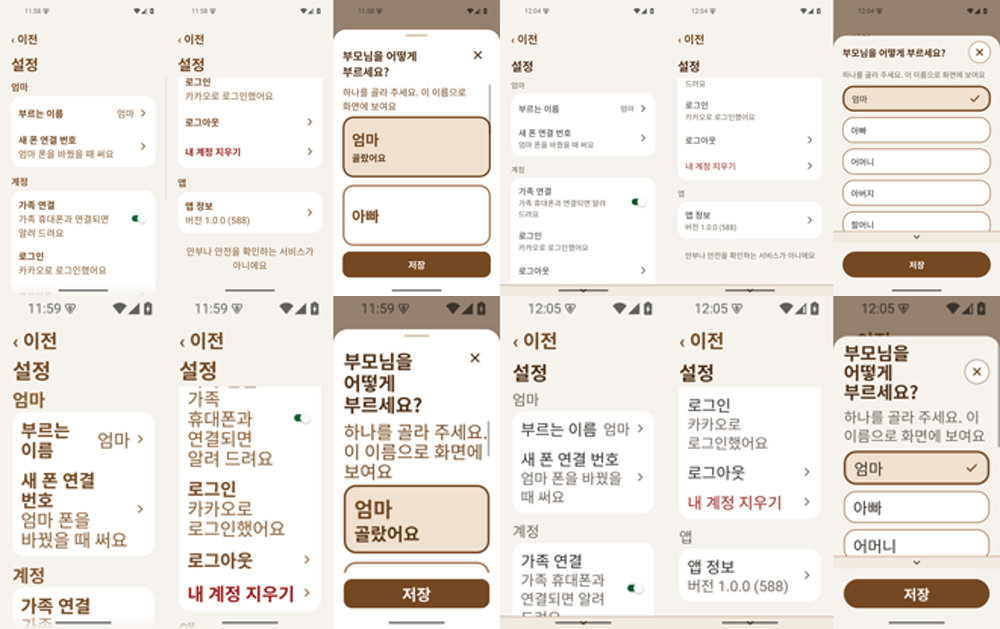 11:58
‹ 이전
설정
엄마
부르는 이름
엄마
새 폰 연결 번호
엄마 폰을 바꿨을 때 써요
계정
가족 연결
가족 휴대폰과 연결되면
알려 드려요
로그인
카카오로 로그인했어요
11:58
‹ 이전
설정
로그인
카카오로 로그인했어요
로그아웃
내 계정 지우기
앱
앱 정보
버전 1.0.0 (588)
안부나 안전을 확인하는 서비스가
아니에요
11:58
부모님을 어떻게
부르세요?
하나를 골라 주세요. 이 이름으로
화면에 보여요
엄마
골랐어요
아빠
저장
12:04
‹ 이전
설정
엄마
부르는 이름
엄마
새 폰 연결 번호
엄마 폰을 바꿨을 때 써요
계정
가족 연결
가족 휴대폰과 연결되면 알려
드려요
로그인
카카오로 로그인했어요
로그아웃
12:04
‹ 이전
설정
드려요
로그인
카카오로 로그인했어요
로그아웃
내 계정 지우기
앱
앱 정보
버전 1.0.0 (588)
안부나 안전을 확인하는 서비스가 아니에요
12:04
부모님을 어떻게 부르세요?
하나를 골라 주세요. 이 이름으로 화면에 보여요
엄마
아빠
어머니
아버지
할머니
저장
11:59
‹ 이전
설정
엄마
부르는
이름
엄마
새 폰 연결
번호
엄마 폰을
바꿨을 때 써요
계정
가족 연결
가족
11:59
‹ 이전
설정
가족
휴대폰과
연결되면
알려 드려요
로그인
카카오로
로그인했어요
로그아웃
내 계정 지우기
11:59
부모님을
어떻게
부르세요?
하나를 골라 주세요.
이 이름으로 화면에
보여요
엄마
골랐어요
저장
12:05
‹ 이전
설정
엄마
부르는 이름
엄마
새 폰 연결 번호
엄마 폰을 바꿨을
때 써요
계정
가족 연결
가족 휴대폰과
연결되면 알려
드려요
12:05
‹ 이전
설정
로그인
카카오로
로그인했어요
로그아웃
내 계정 지우기
앱
앱 정보
버전 1.0.0 (588)
12:05
부모님을
어떻게
부르세요?
하나를 골라 주세요. 이
이름으로 화면에 보여요
엄마
아빠
어머니
저장